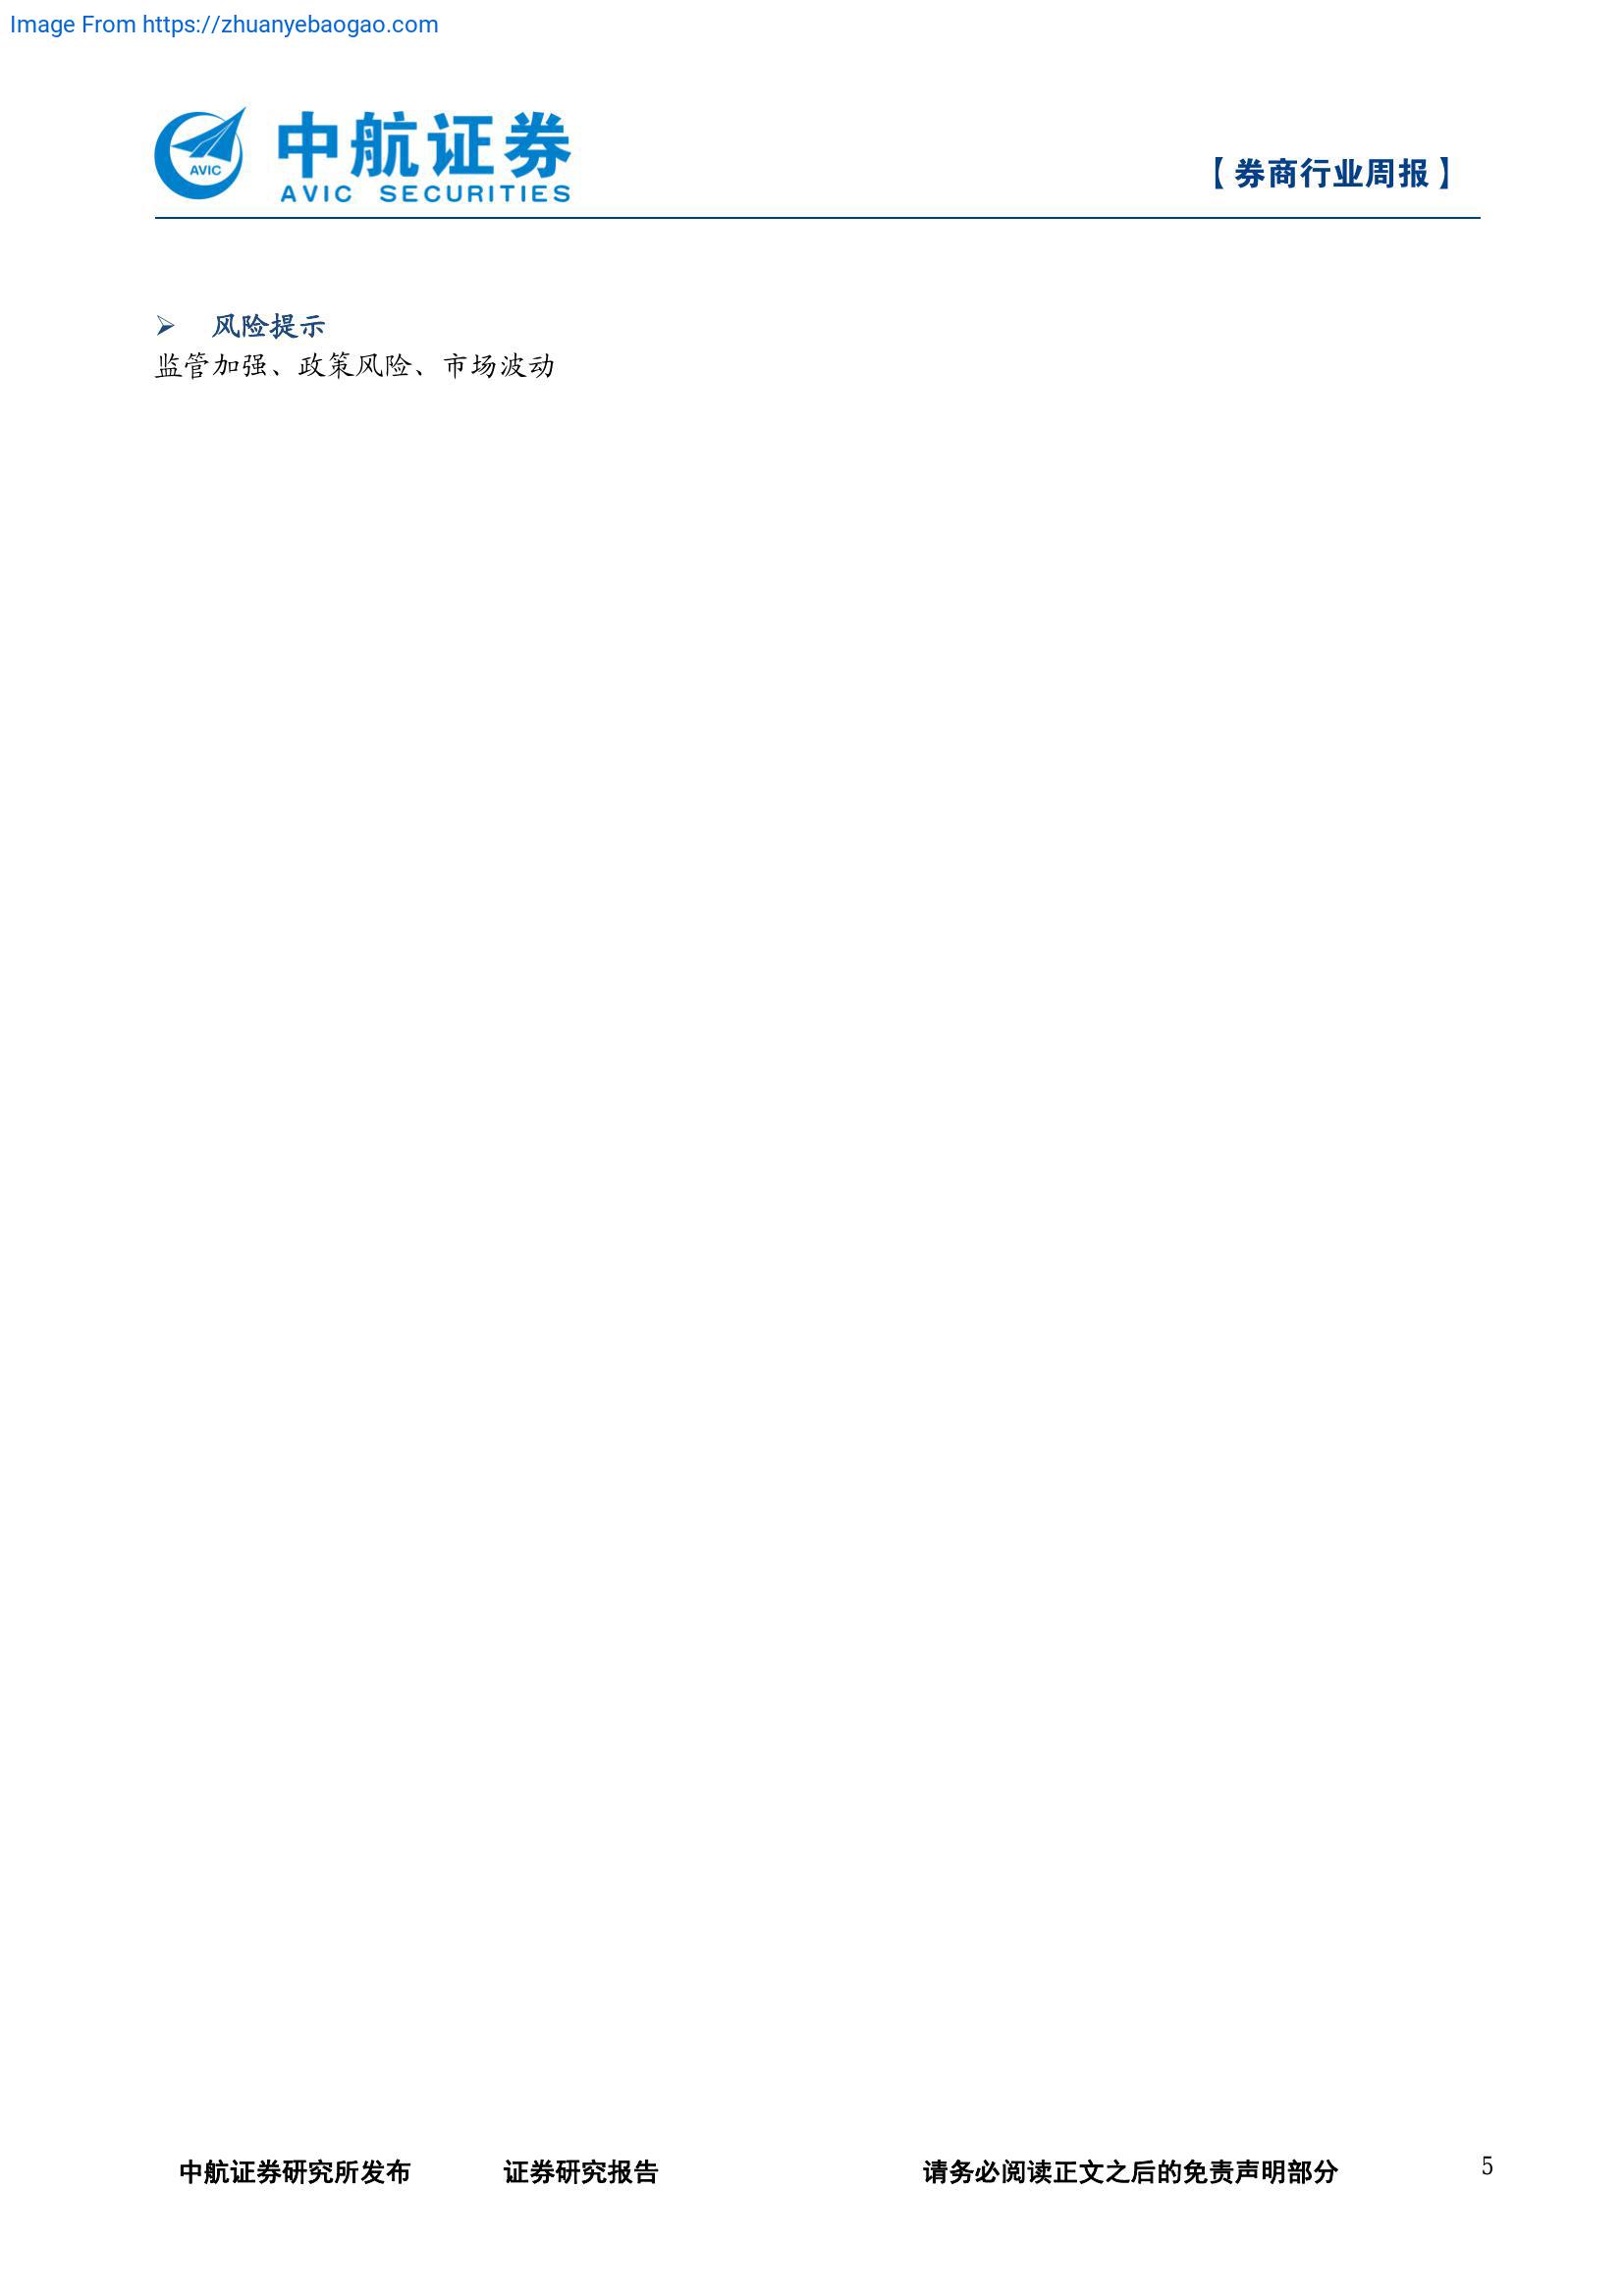 Image From https://zhuanyebaogao.com
AVIC
中航证券
AVIC SECURITIES
【券商行业周报】
➢ 风险提示
监管加强、政策风险、市场波动
中航证券研究所发布 证券研究报告 请务必阅读正文之后的免责声明部分 5